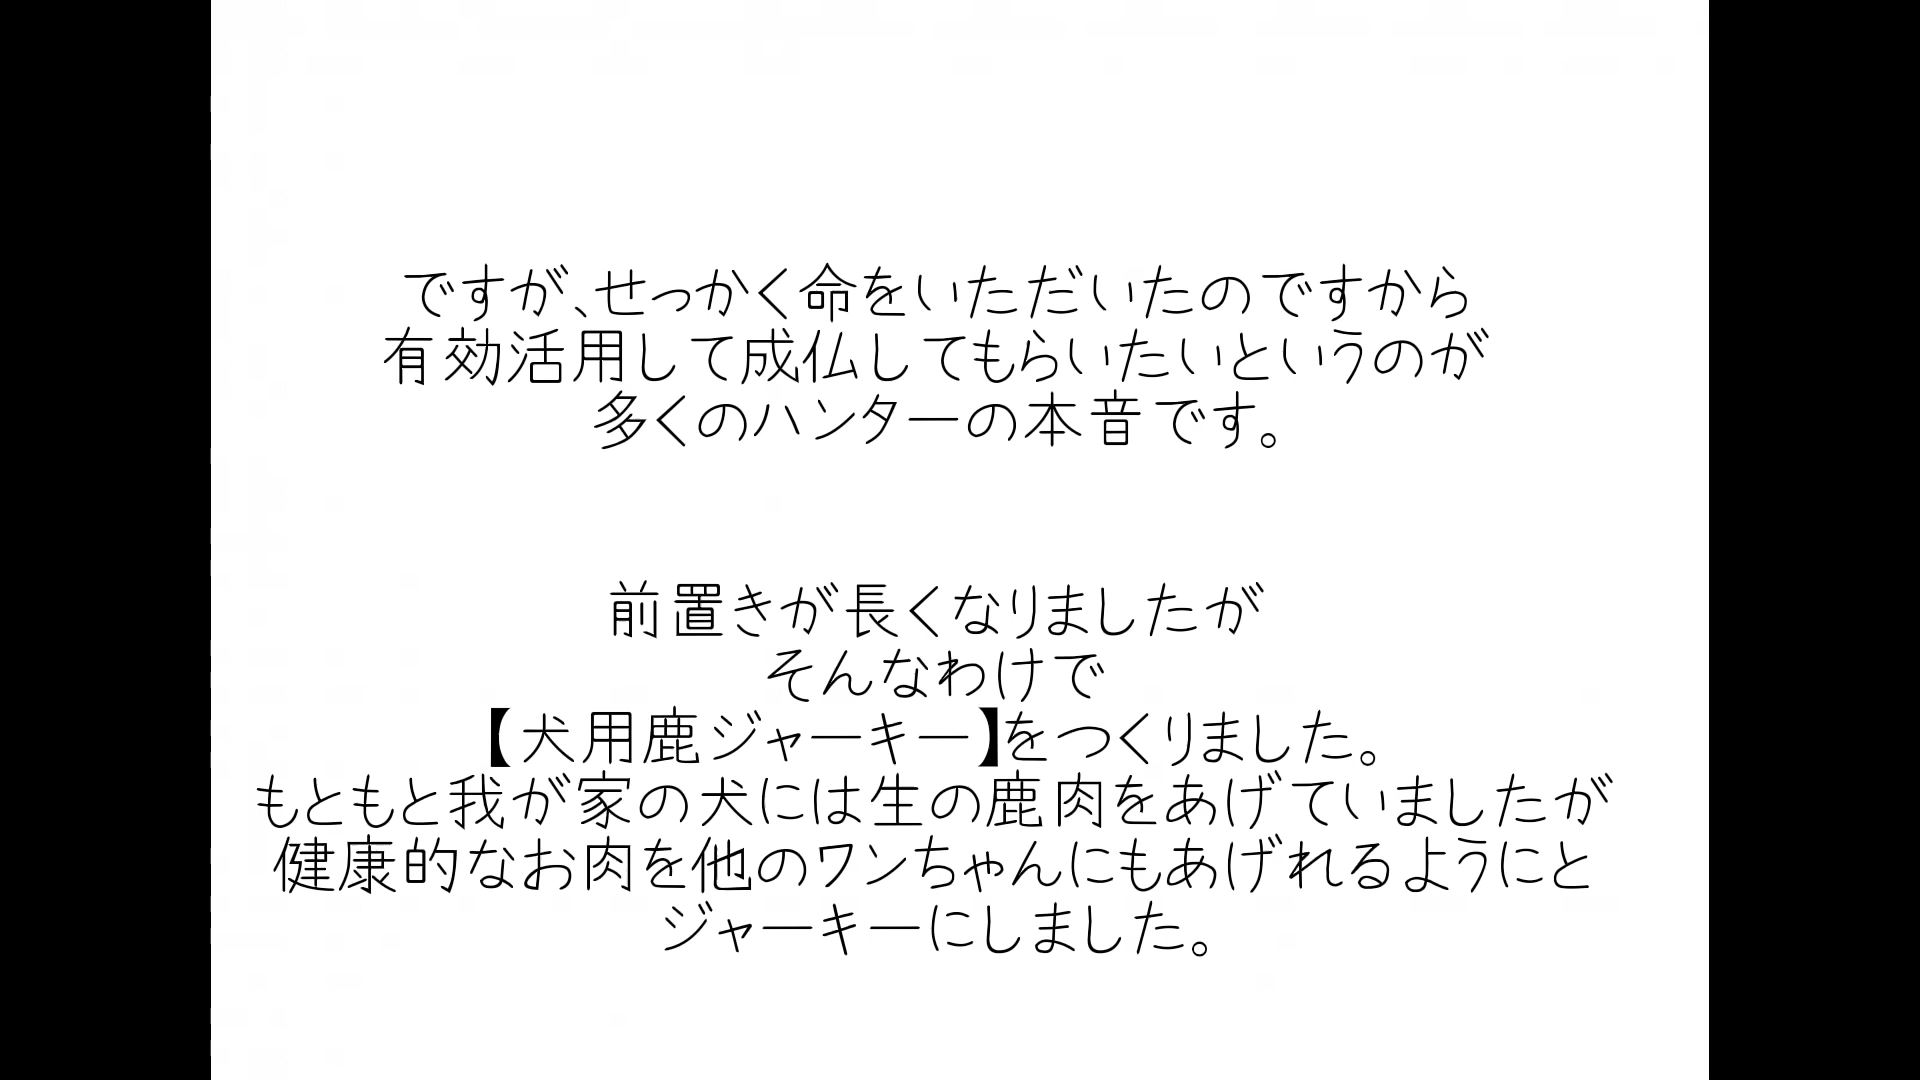 ですが､せっかく命をいただいたのですから
有効活用して成仏してもらいたいというのが
多くのハンターの本音です。
前置きが長くなりましたが
そんなわけで
【犬用鹿ジャーキー】をつくりました。
もともと我が家の犬には生の鹿肉をあげていましたが
健康的なお肉を他のワンちゃんにもあげれるようにと
ジャーキーにしました。